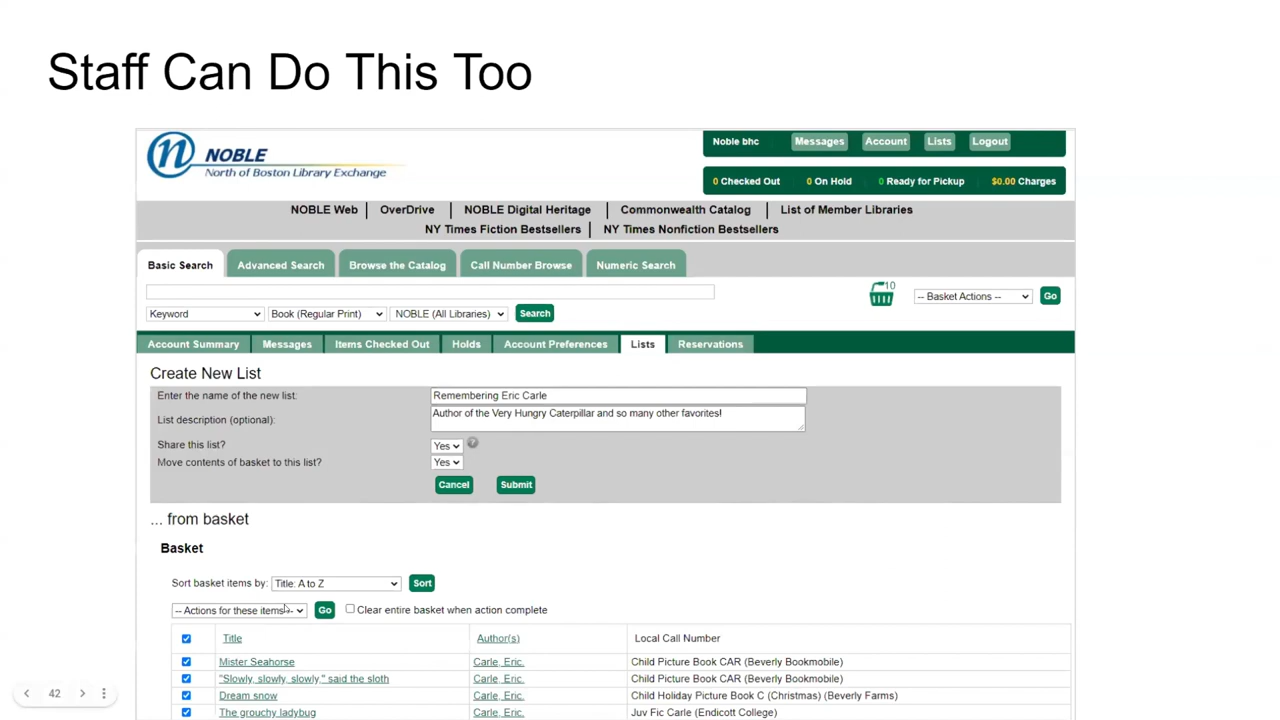 Staff Can Do This Too
n NOBLE
North of Boston Library Exchange
Noble bhc Messages Account Lists Logout
0 Checked Out 0 On Hold 0 Ready for Pickup $0.00 Charges
NOBLE Web OverDrive NOBLE Digital Heritage Commonwealth Catalog List of Member Libraries
NY Times Fiction Bestsellers NY Times Nonfiction Bestsellers
Basic Search Advanced Search Browse the Catalog Call Number Browse Numeric Search
10
-- Basket Actions -- Go
Keyword Book (Regular Print) NOBLE (All Libraries) Search
Account Summary Messages Items Checked Out Holds Account Preferences Lists Reservations
Create New List
Enter the name of the new list: Remembering Eric Carle
List description (optional): Author of the Very Hungry Caterpillar and so many other favorites!
Share this list? Yes ?
Move contents of basket to this list? Yes
Cancel Submit
... from basket
Basket
Sort basket items by: Title: A to Z Sort
-- Actions for these items -- Go Clear entire basket when action complete
Title Author(s) Local Call Number
Mister Seahorse Carle, Eric. Child Picture Book CAR (Beverly Bookmobile)
"Slowly, slowly, slowly," said the sloth Carle, Eric. Child Picture Book CAR (Beverly Bookmobile)
Dream snow Carle, Eric. Child Holiday Picture Book C (Christmas) (Beverly Farms)
The grouchy ladybug Carle, Eric. Juv Fic Carle (Endicott College)
42